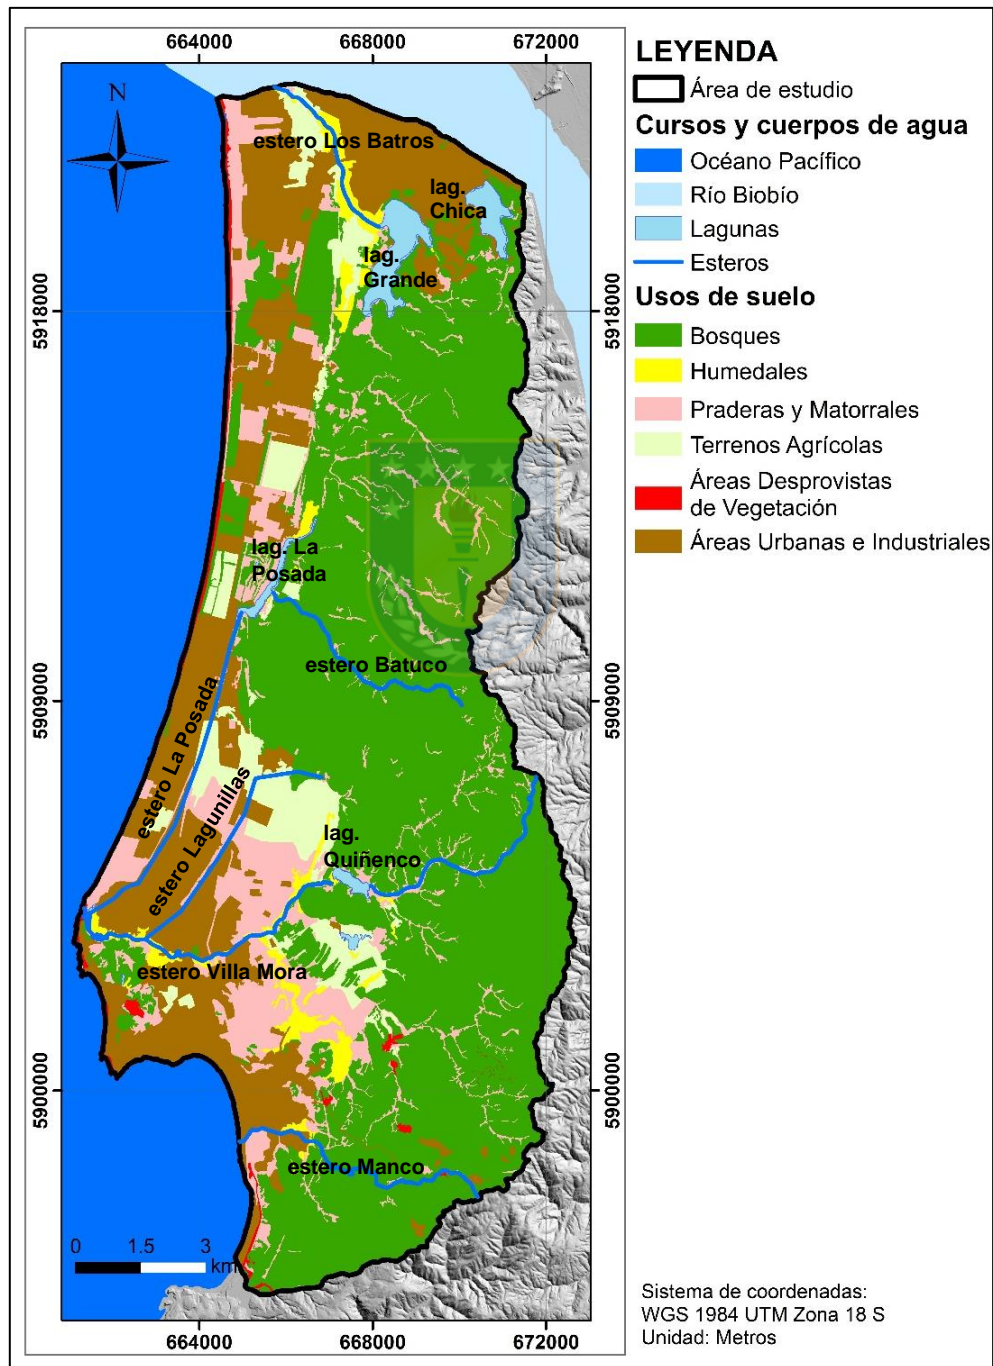 664000
668000
672000
N
5918000
5909000
5900000
5918000
5909000
5900000
estero Los Batros
lag.
Chica
lag.
Grande
lag. La
Posada
estero Batuco
estero La Posada
estero Lagunillas
lag.
Quiñenco
estero Villa Mora
estero Manco
0
1.5
3
km
664000
668000
672000
LEYENDA
Área de estudio
Cursos y cuerpos de agua
Océano Pacífico
Río Biobío
Lagunas
Esteros
Usos de suelo
Bosques
Humedales
Praderas y Matorrales
Terrenos Agrícolas
Áreas Desprovistas
de Vegetación
Áreas Urbanas e Industriales
Sistema de coordenadas:
WGS 1984 UTM Zona 18 S
Unidad: Metros